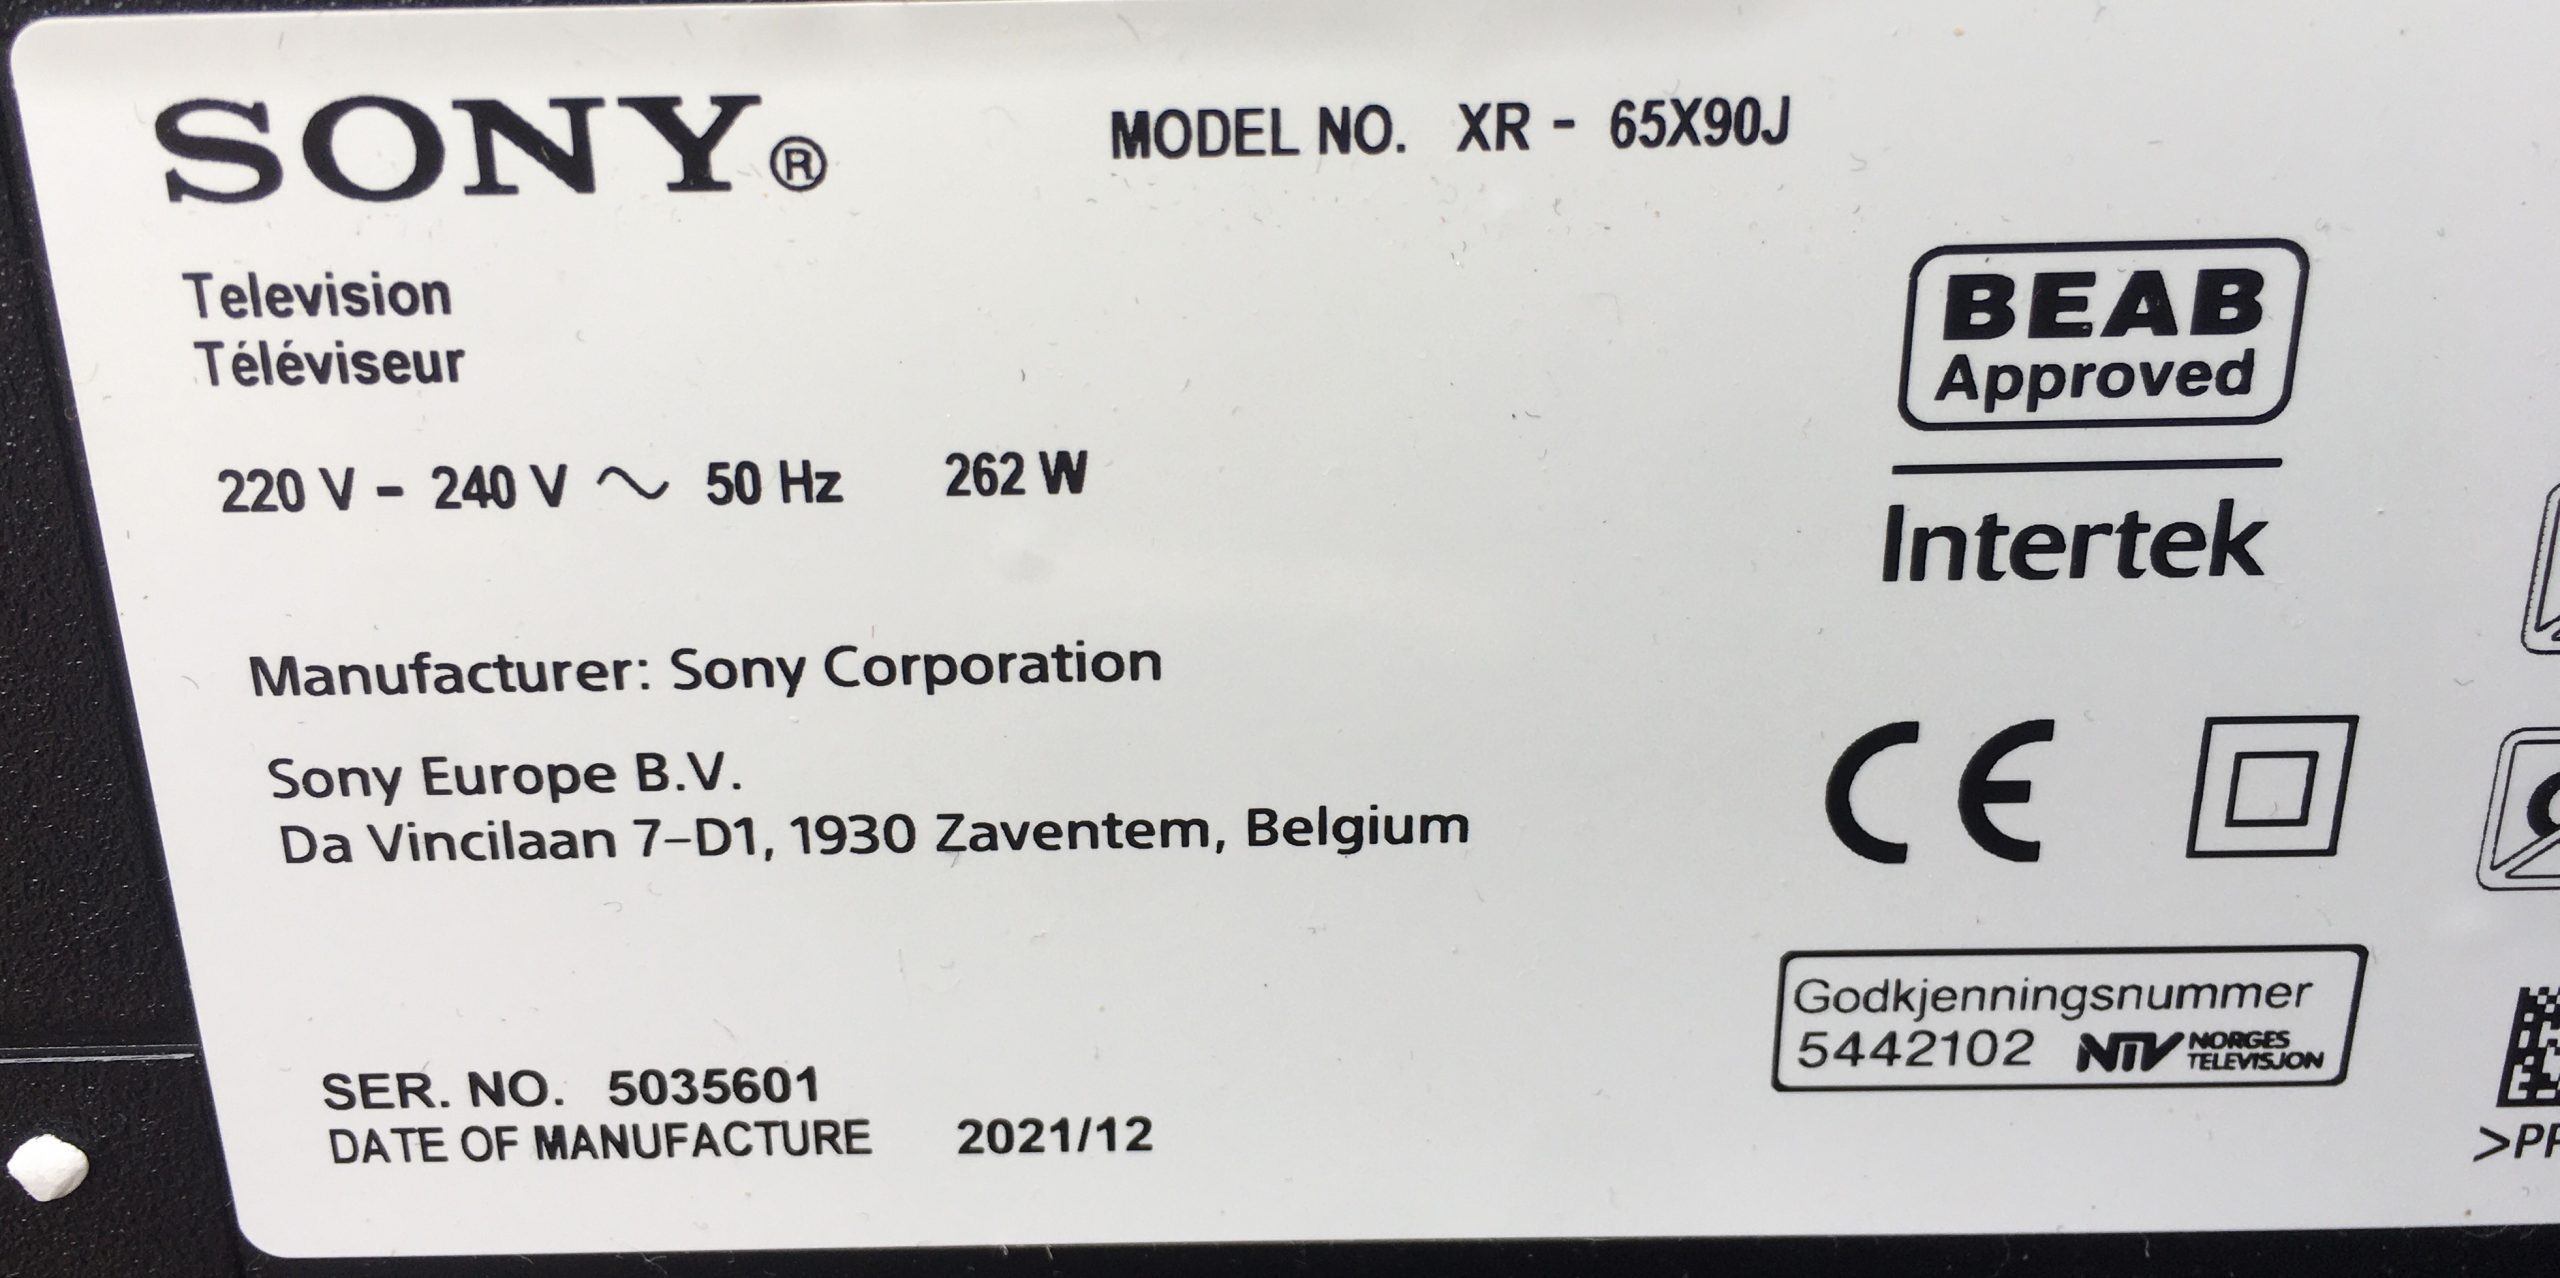 SONY®
MODEL NO. XR - 65X90J
Television
Téléviseur
220 V - 240 V ~ 50 Hz 262 W
BEAB
Approved
Intertek
Manufacturer: Sony Corporation
Sony Europe B.V.
Da Vincilaan 7-D1, 1930 Zaventem, Belgium
CE
Godkjenningsnummer
5442102 NTV NORGES
TELEVISJON
SER. NO. 5035601
DATE OF MANUFACTURE 2021/12